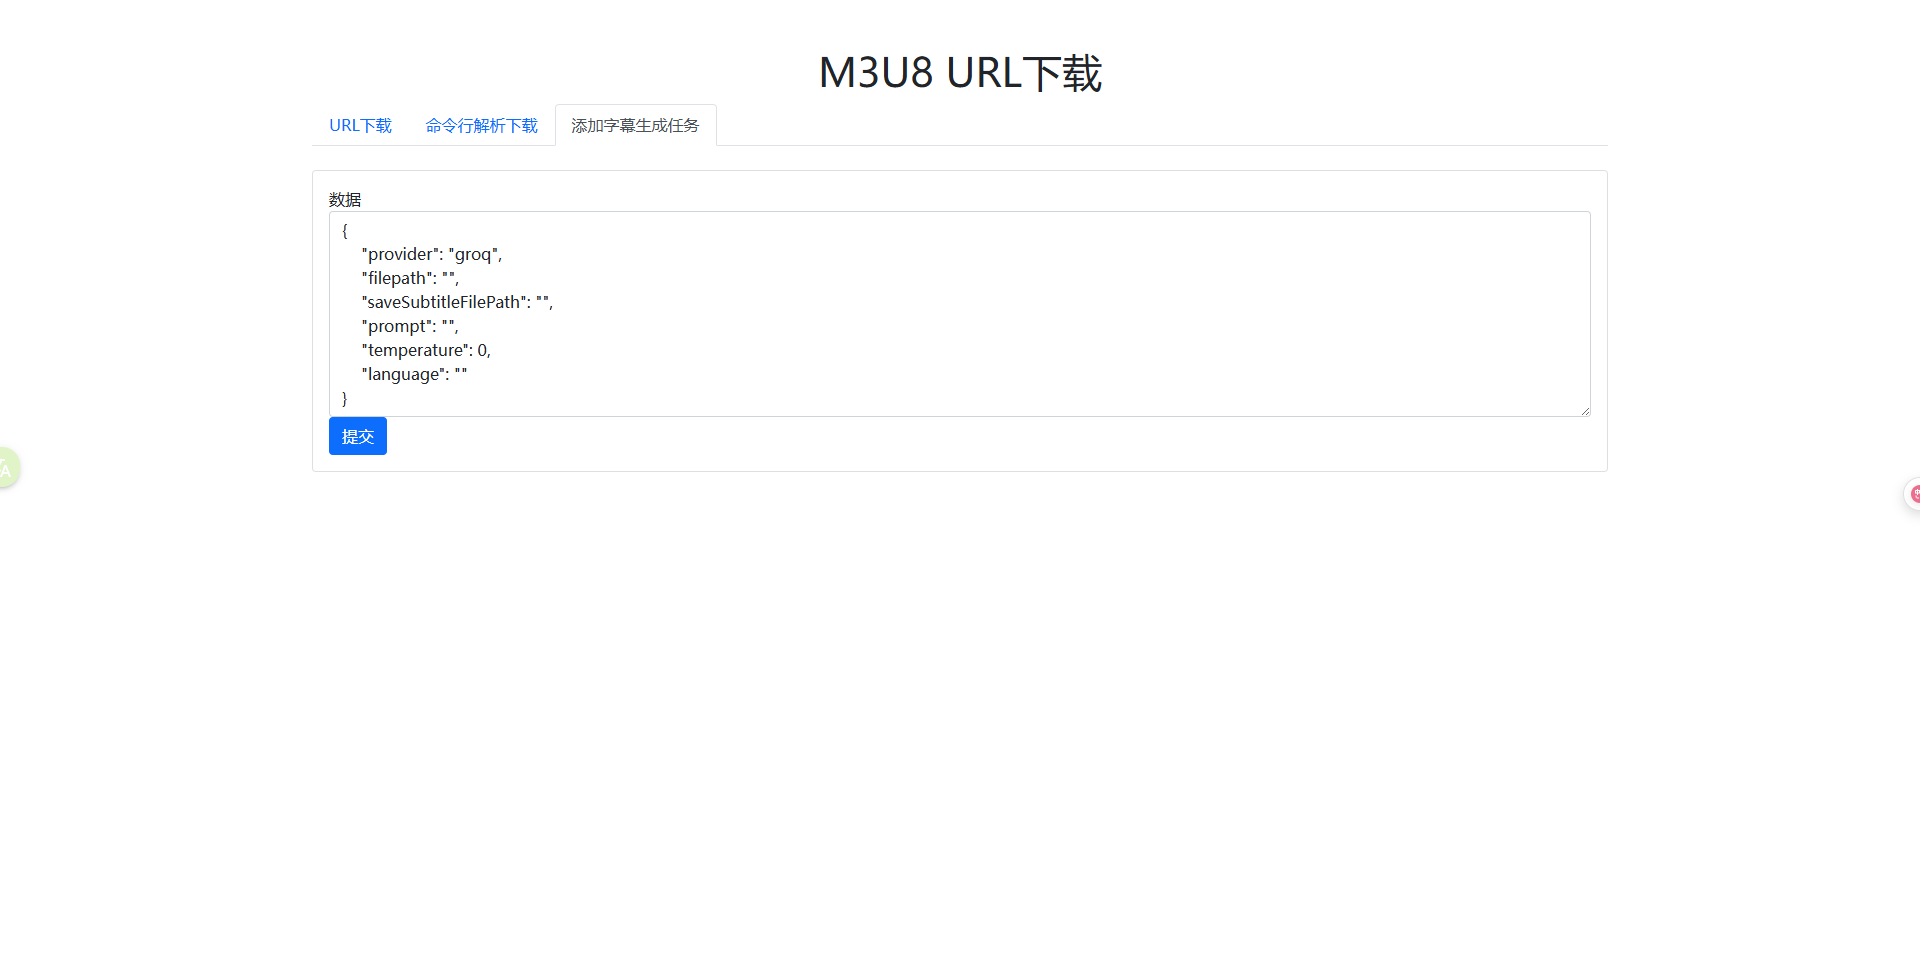 M3U8 URL下载
URL下载
命令行解析下载
添加字幕生成任务
数据
{
"provider": "groq",
"filepath": "",
"saveSubtitleFilePath": "",
"prompt": "",
"temperature": 0,
"language": ""
}
提交